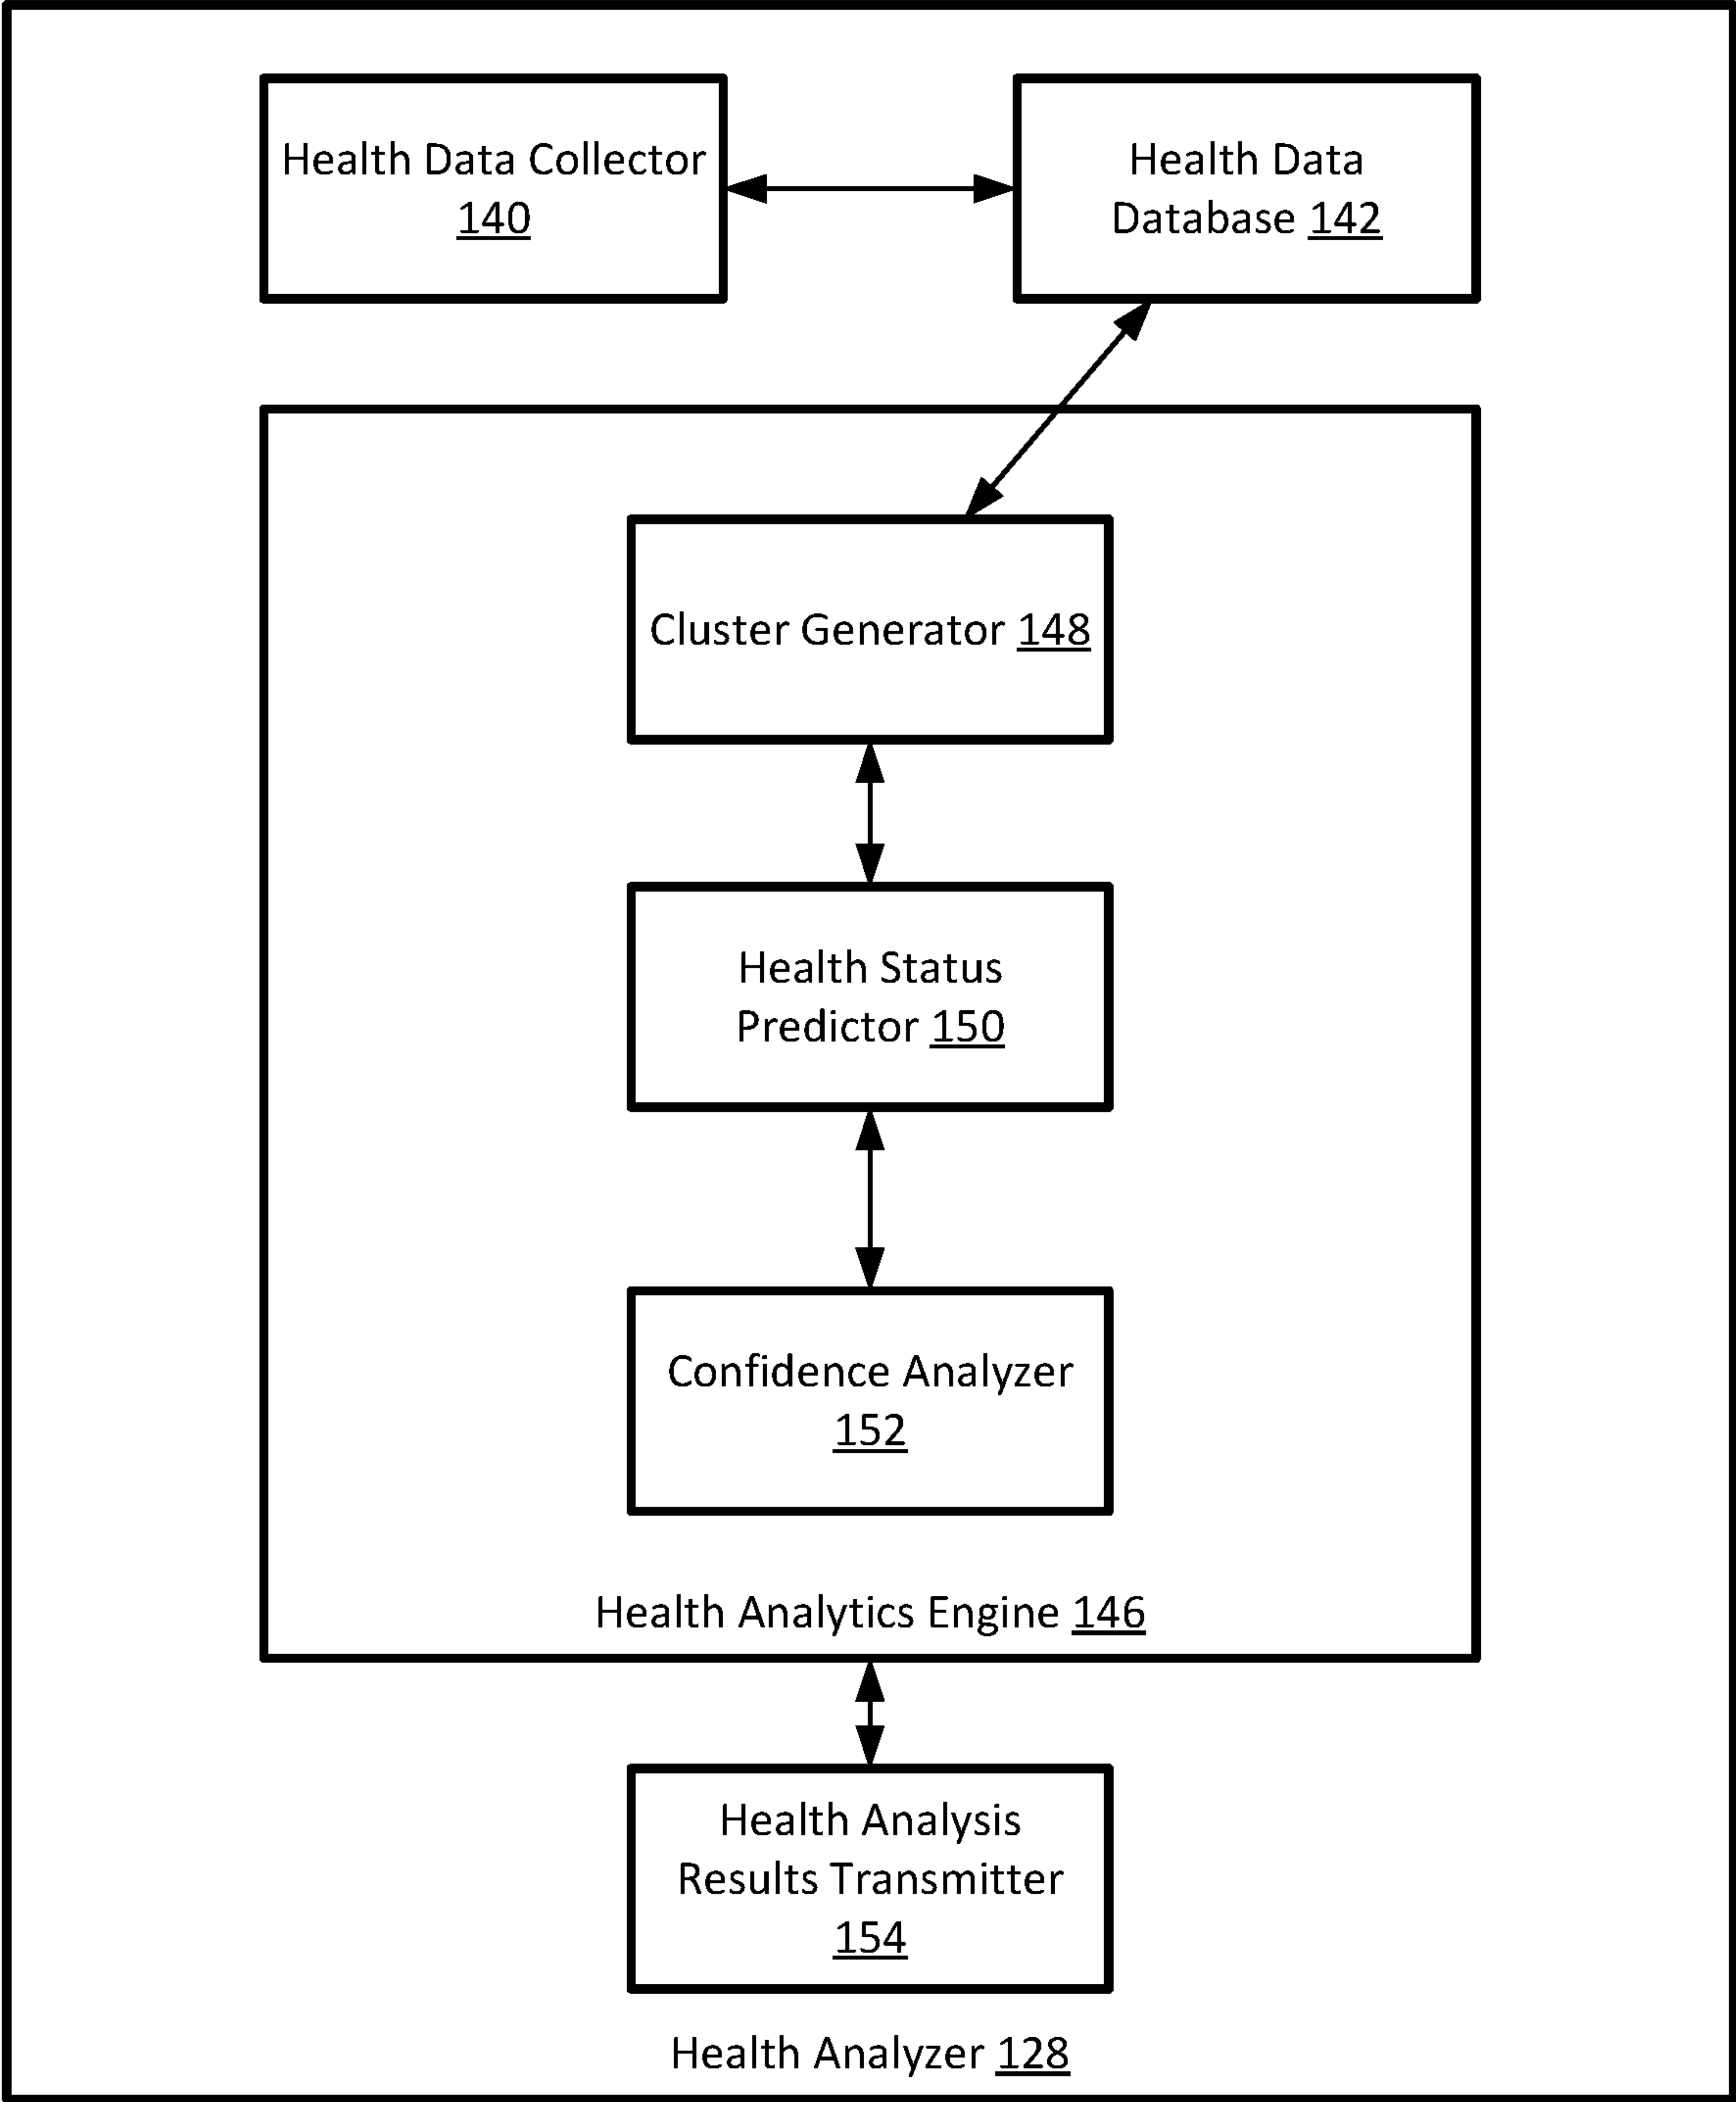 Health Data Collector
140
Health Data
Database 142
Cluster Generator 148
Health Status
Predictor 150
Confidence Analyzer
152
Health Analytics Engine 146
Health Analysis
Results Transmitter
154
Health Analyzer 128